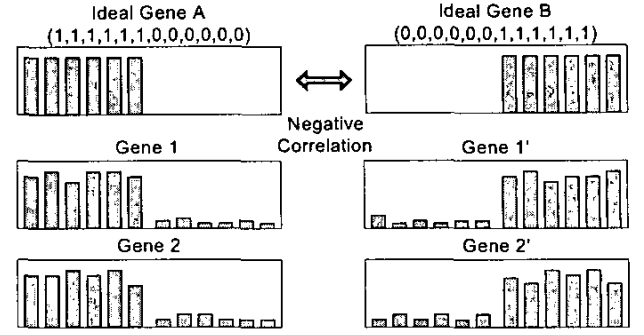 Ideal Gene A
(1,1,1,1,1,1,0,0,0,0,0,0)
Ideal Gene B
(0,0,0,0,0,0,1,1,1,1,1,1)
Negative
Correlation
Gene 1
Gene 1'
Gene 2
Gene 2'